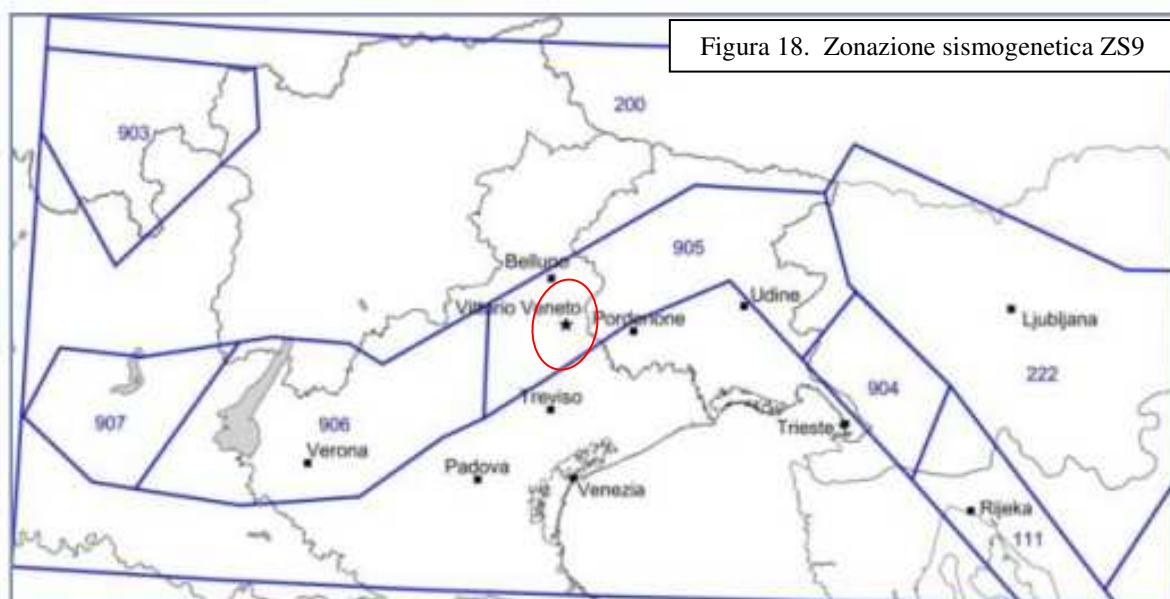 Figura 18. Zonazione sismogenetica ZS9
200
903
905
Belluno
Vittorio Veneto
Pordenone
Udine
Ljubljana
222
904
907
906
Treviso
Trieste
Verona
Padova
Venezia
Rijeka
111